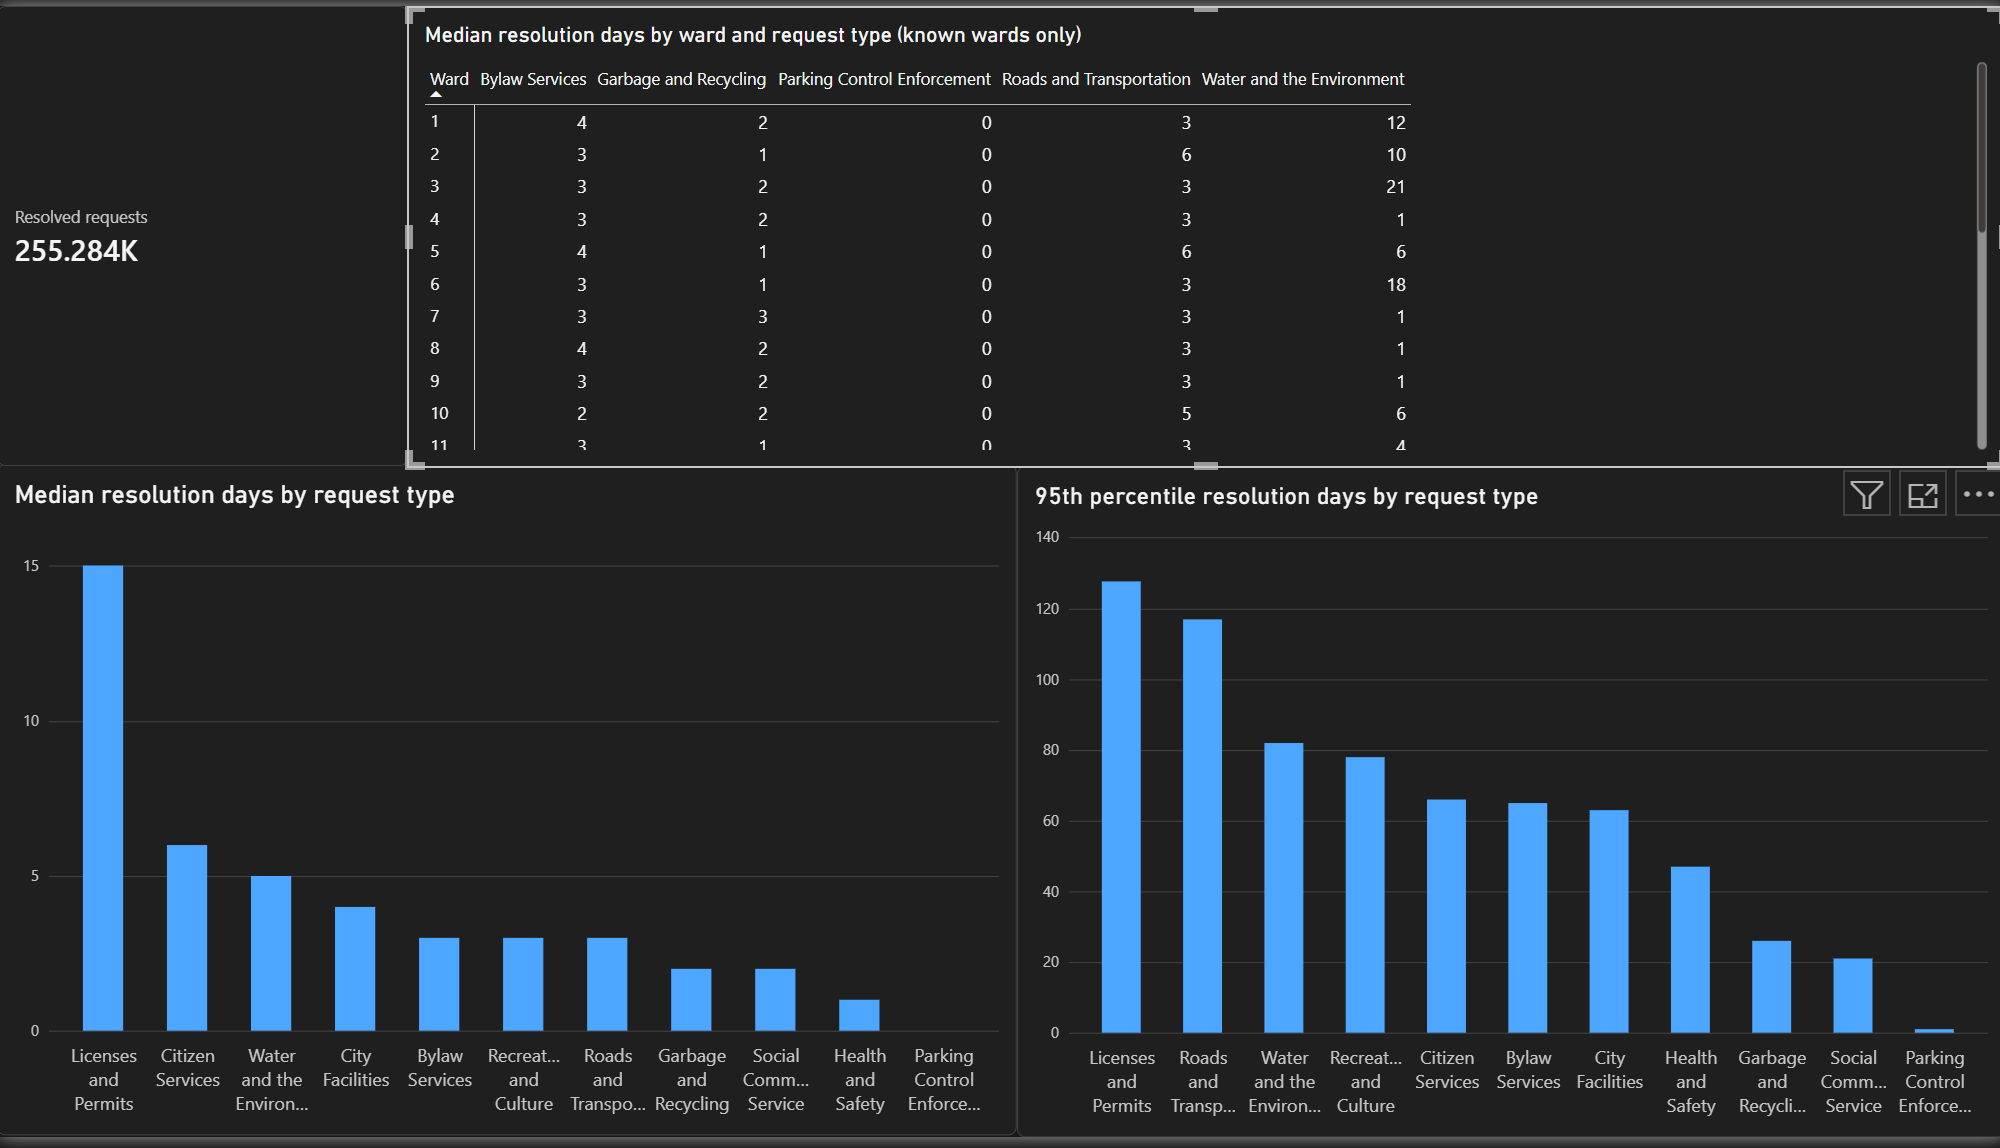 Resolved requests
255.284K
Median resolution days by ward and request type (known wards only)
Ward Bylaw Services Garbage and Recycling Parking Control Enforcement Roads and Transportation Water and the Environment
1 4 2 0 3 12
2 3 1 0 6 10
3 3 2 0 3 21
4 3 2 0 3 1
5 4 1 0 6 6
6 3 1 0 3 18
7 3 3 0 3 1
8 4 2 0 3 1
9 3 2 0 3 1
10 2 2 0 5 6
11 3 1 0 3 4
Median resolution days by request type
15
10
5
0
Licenses and Permits
Citizen Services
Water and the Environ...
City Facilities
Bylaw Services
Recreat... and Culture
Roads and Transpo...
Garbage and Recycling
Social Comm... Service
Health and Safety
Parking Control Enforce...
95th percentile resolution days by request type
140
120
100
80
60
40
20
0
Licenses and Permits
Roads and Transp...
Water and the Environ...
Recreat... and Culture
Citizen Services
Bylaw Services
City Facilities
Health and Safety
Garbage and Recycli...
Social Comm... Service
Parking Control Enforce...